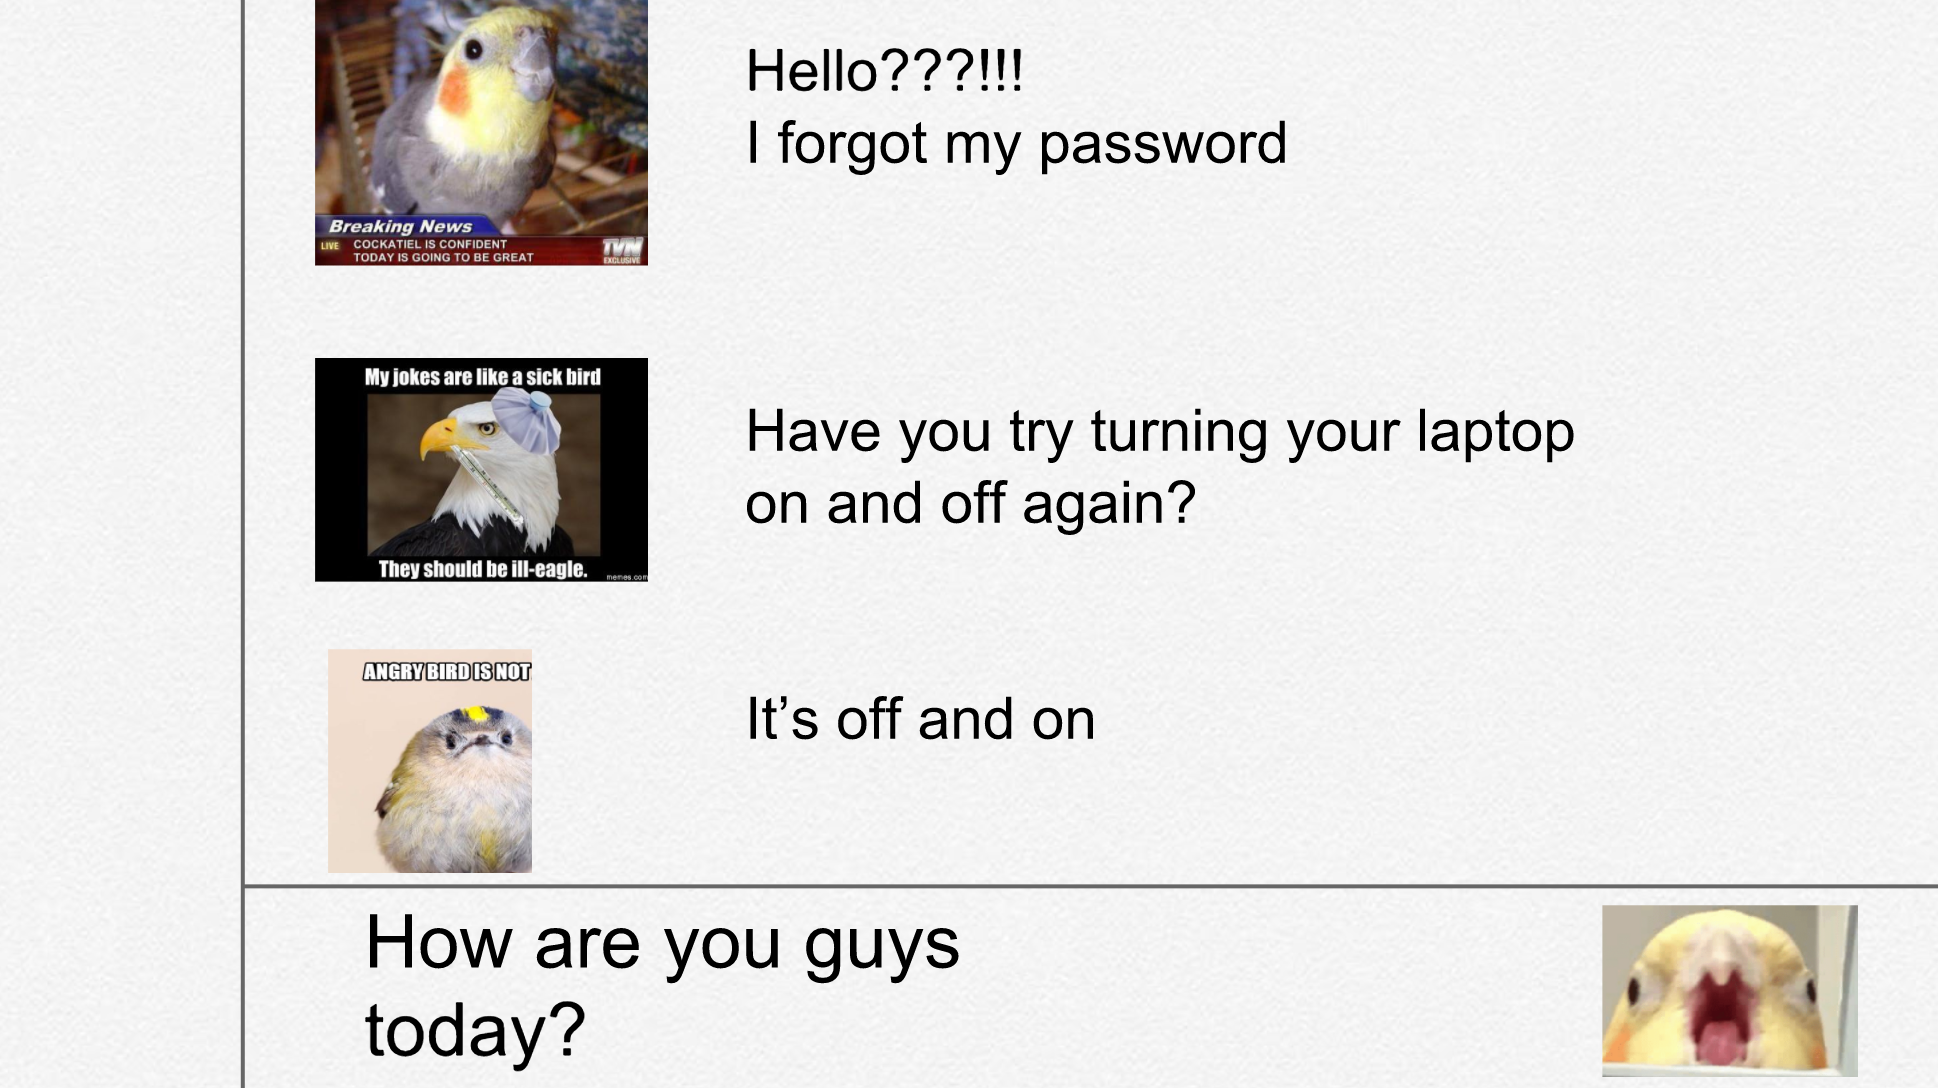 Hello???!!!
I forgot my password
Breaking News
LIVE COCKATIEL IS CONFIDENT
TODAY IS GOING TO BE GREAT
TVN
EXCLUSIVE
My jokes are like a sick bird
They should be ill-eagle.
memes.com
Have you try turning your laptop
on and off again?
ANGRY BIRD IS NOT
It’s off and on
How are you guys
today?